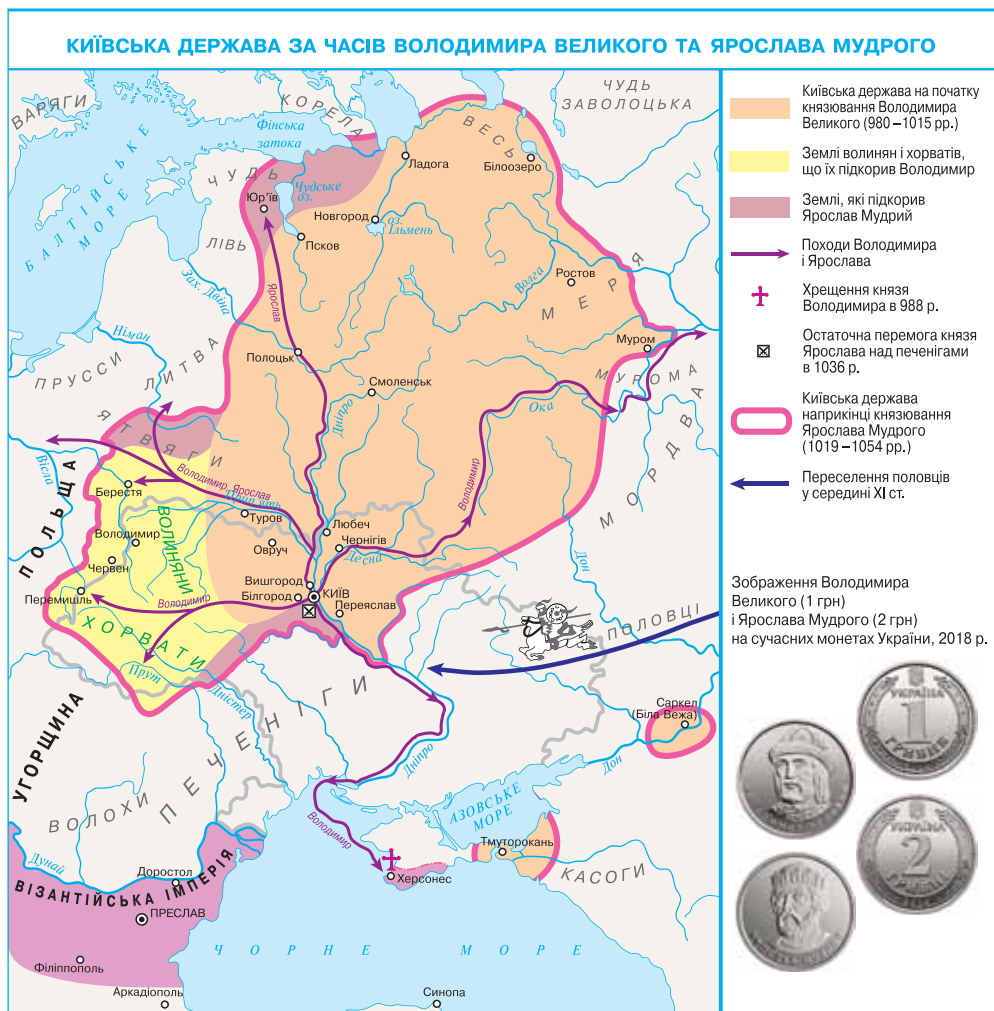 КИЇВСЬКА ДЕРЖАВА ЗА ЧАСІВ ВОЛОДИМИРА ВЕЛИКОГО ТА ЯРОСЛАВА МУДРОГО
ВАРЯГИ
КОРЕЛА
ЧУДЬ
ЗАВОЛОЦЬКА
Фінська
затока
ВЕСЬ
Ладога
Білоозеро
БАЛТІЙСЬКЕ
МОРЕ
ЧУДЬ
Чудське
оз.
Юр'їв
Новгород
оз.
Ільмень
Псков
ЛІВЬ
Зах. Двіна
Ярослав
Волга
Ростов
МЕРЯ
Німан
ЛИТВА
ПРУССИ
Полоцьк
Смоленськ
Дніпро
Муром
МУРОМА
Ока
МОРДВА
ЯТВЯГИ
Вісла
ПОЛЬЩА
Володимир, Ярослав
Володимир
Берестя
Прип'ять
Туров
Любеч
Чернігів
Десна
Володимир
ВОЛИНЯНИ
Овруч
Червен
Вишгород
Білгород
КИЇВ
Переяслав
Перемишль
Володимир
ХОРВАТИ
Дон
ПОЛОВЦІ
Прут
Дністер
УГОРЩИНА
ПЕЧЕНІГИ
Саркел
(Біла Вежа)
Дніпро
Дон
ВОЛОХИ
АЗОВСЬКЕ
МОРЕ
Володимир
Тмуторокань
КАСОГИ
Херсонес
Дунай
Доростол
ВІЗАНТІЙСЬКА ІМПЕРІЯ
ПРЕСЛАВ
Філіппополь
Аркадіополь
ЧОРНЕ МОРЕ
Синопа
Київська держава на початку
князювання Володимира
Великого (980–1015 рр.)
Землі волинян і хорватів,
що їх підкорив Володимир
Землі, які підкорив
Ярослав Мудрий
Походи Володимира
і Ярослава
Хрещення князя
Володимира в 988 р.
Остаточна перемога князя
Ярослава над печенігами
в 1036 р.
Київська держава
наприкінці князювання
Ярослава Мудрого
(1019–1054 рр.)
Переселення половців
у середині XI ст.
Зображення Володимира
Великого (1 грн)
і Ярослава Мудрого (2 грн)
на сучасних монетах України, 2018 р.
УКРАЇНА
1
ГРИВНЯ
УКРАЇНА
2